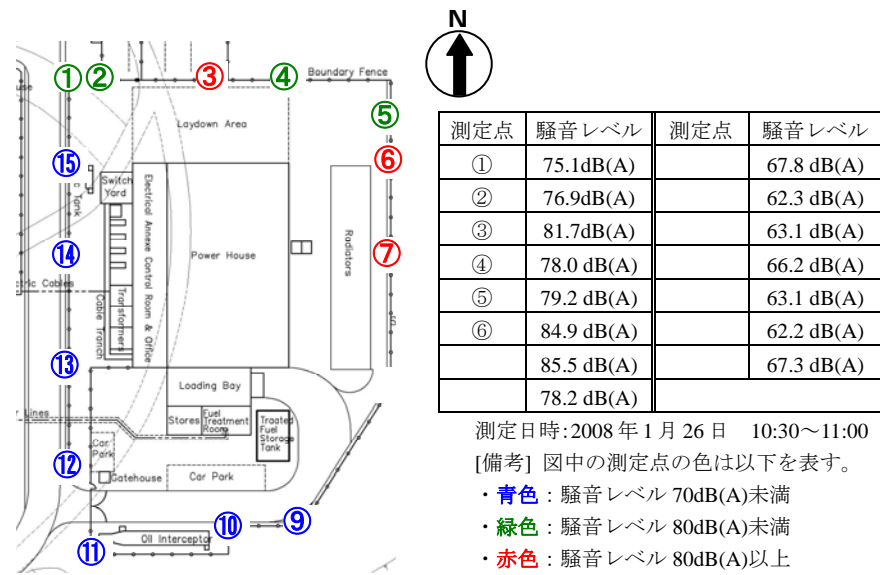 N
① ② ③ ④ Boundary Fence
use
⑤
Laydown Area
⑮ ⑥
Switch Yard
c Tank
Electrical Annexe Control Room & Office
⑭ Power House Radiators ⑦
ctric Cables
Cable Tranch
Transformers
⑬
Loading Bay
r Lines
Stores
Fuel Treatment Room
Treated Fuel Storage Tank
Car Park
⑫
Gatehouse
Car Park
⑩ ⑨
⑪ Oil Interceptor
測定点 騒音レベル 測定点 騒音レベル
① 75.1dB(A) 67.8 dB(A)
② 76.9dB(A) 62.3 dB(A)
③ 81.7dB(A) 63.1 dB(A)
④ 78.0 dB(A) 66.2 dB(A)
⑤ 79.2 dB(A) 63.1 dB(A)
⑥ 84.9 dB(A) 62.2 dB(A)
85.5 dB(A) 67.3 dB(A)
78.2 dB(A)
測定日時:2008年1月26日 10:30～11:00
[備考] 図中の測定点の色は以下を表す。
・青色：騒音レベル 70dB(A)未満
・緑色：騒音レベル 80dB(A)未満
・赤色：騒音レベル 80dB(A)以上